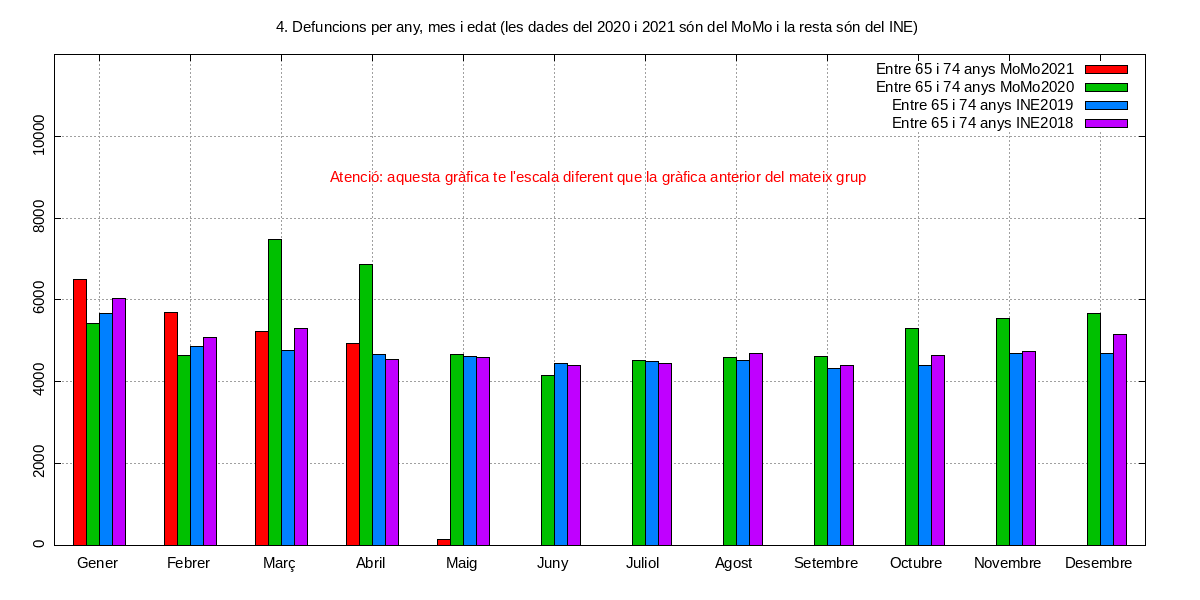 4. Defuncions per any, mes i edat (les dades del 2020 i 2021 són del MoMo i la resta són del INE)
Entre 65 i 74 anys MoMo2021
Entre 65 i 74 anys MoMo2020
Entre 65 i 74 anys INE2019
Entre 65 i 74 anys INE2018
Atenció: aquesta gràfica te l'escala diferent que la gràfica anterior del mateix grup
10000
8000
6000
4000
2000
0
Gener Febrer Març Abril Maig Juny Juliol Agost Setembre Octubre Novembre Desembre